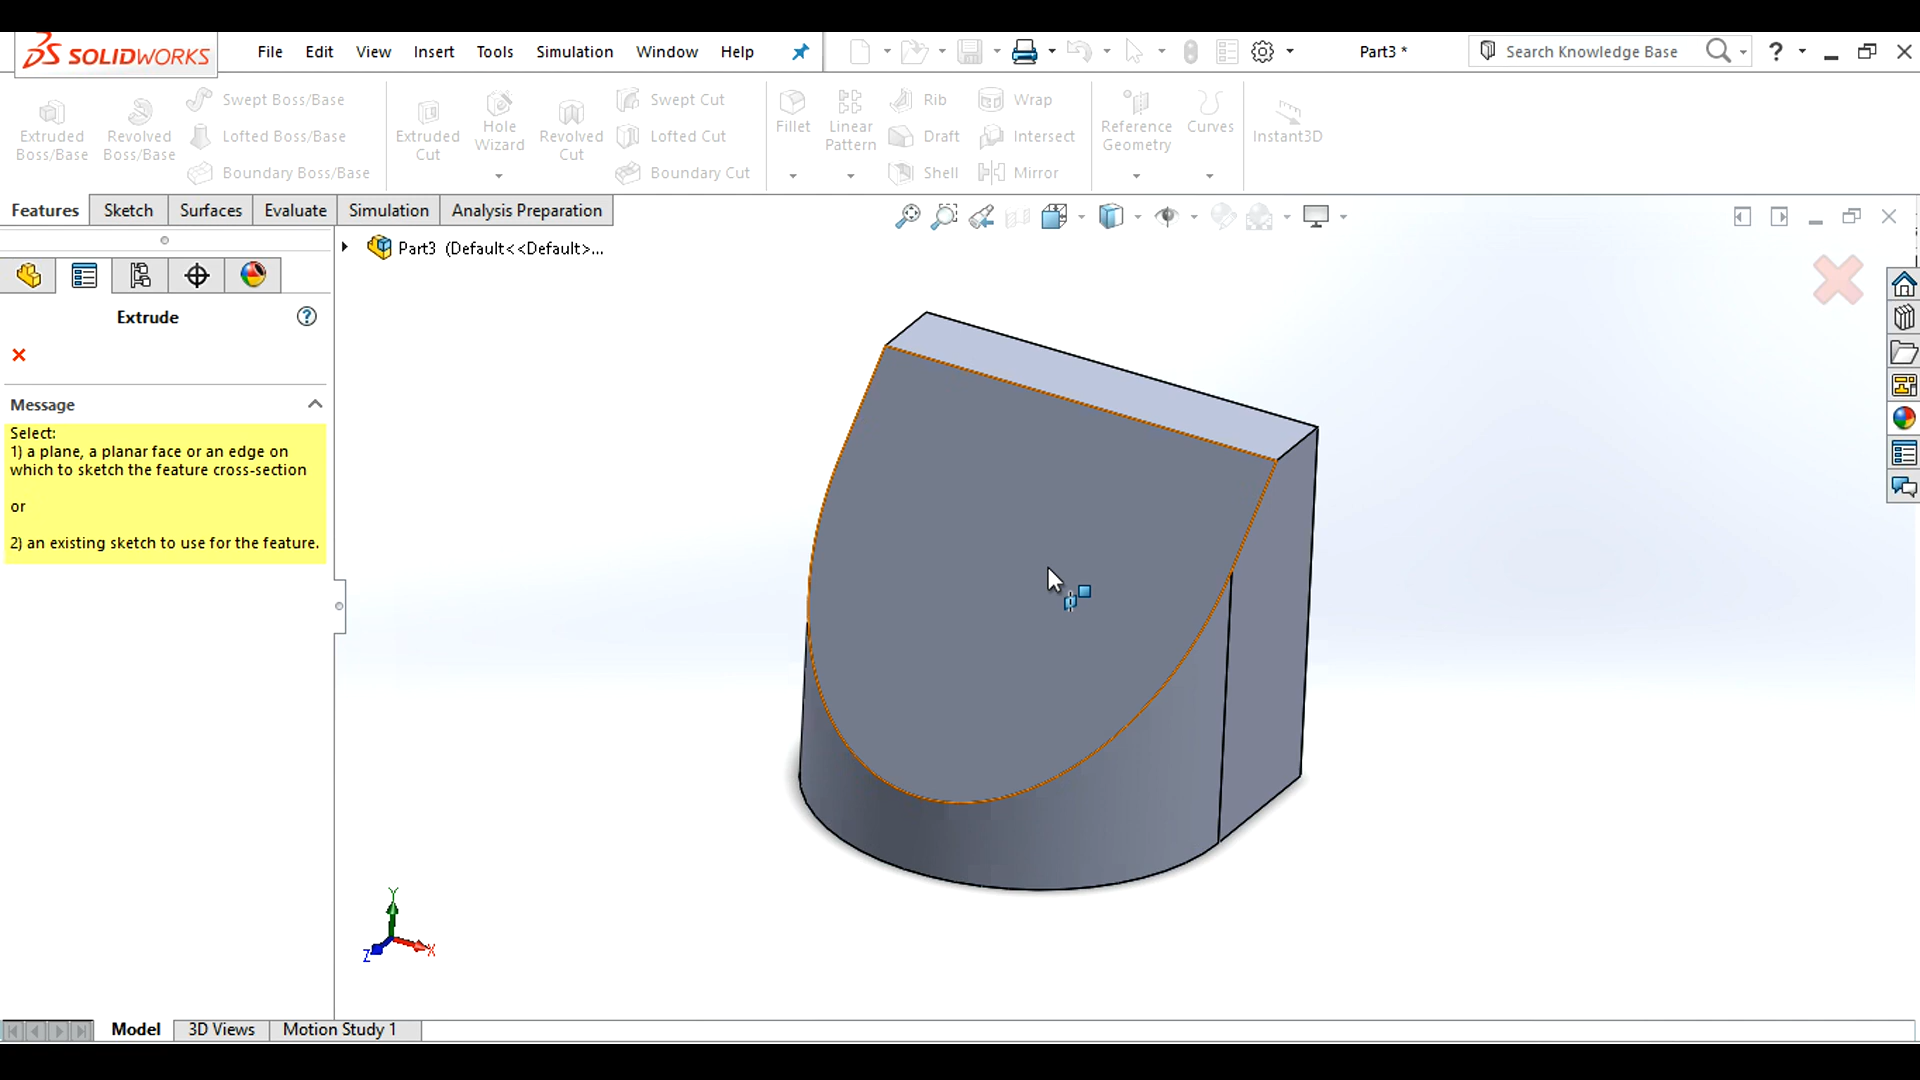 SOLIDWORKS File Edit View Insert Tools Simulation Window Help Part3 * Search Knowledge Base ?
Extruded Boss/Base
Revolved Boss/Base
Swept Boss/Base
Lofted Boss/Base
Boundary Boss/Base
Extruded Cut
Hole Wizard
Revolved Cut
Swept Cut
Lofted Cut
Boundary Cut
Fillet
Linear Pattern
Rib
Draft
Shell
Wrap
Intersect
Mirror
Reference Geometry
Curves
Instant3D
Features Sketch Surfaces Evaluate Simulation Analysis Preparation
Part3 (Default<<Default>...
Extrude
?
Message
Select:
1) a plane, a planar face or an edge on
which to sketch the feature cross-section
or
2) an existing sketch to use for the feature.
Y
X
Z
Model 3D Views Motion Study 1